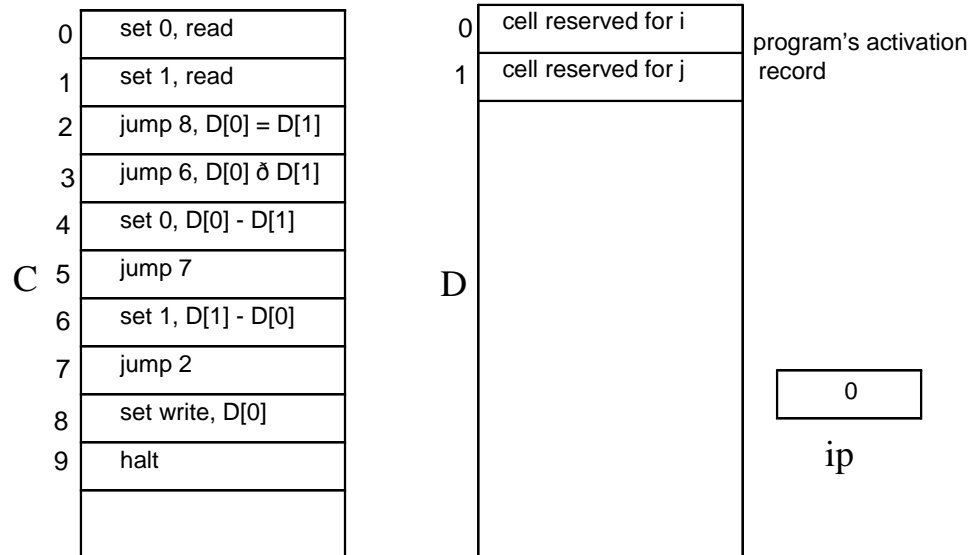 0 set 0, read
1 set 1, read
2 jump 8, D[0] = D[1]
3 jump 6, D[0] ð D[1]
4 set 0, D[0] - D[1]
5 jump 7
6 set 1, D[1] - D[0]
7 jump 2
8 set write, D[0]
9 halt
C
0 cell reserved for i
1 cell reserved for j
D
program's activation
record
0
ip